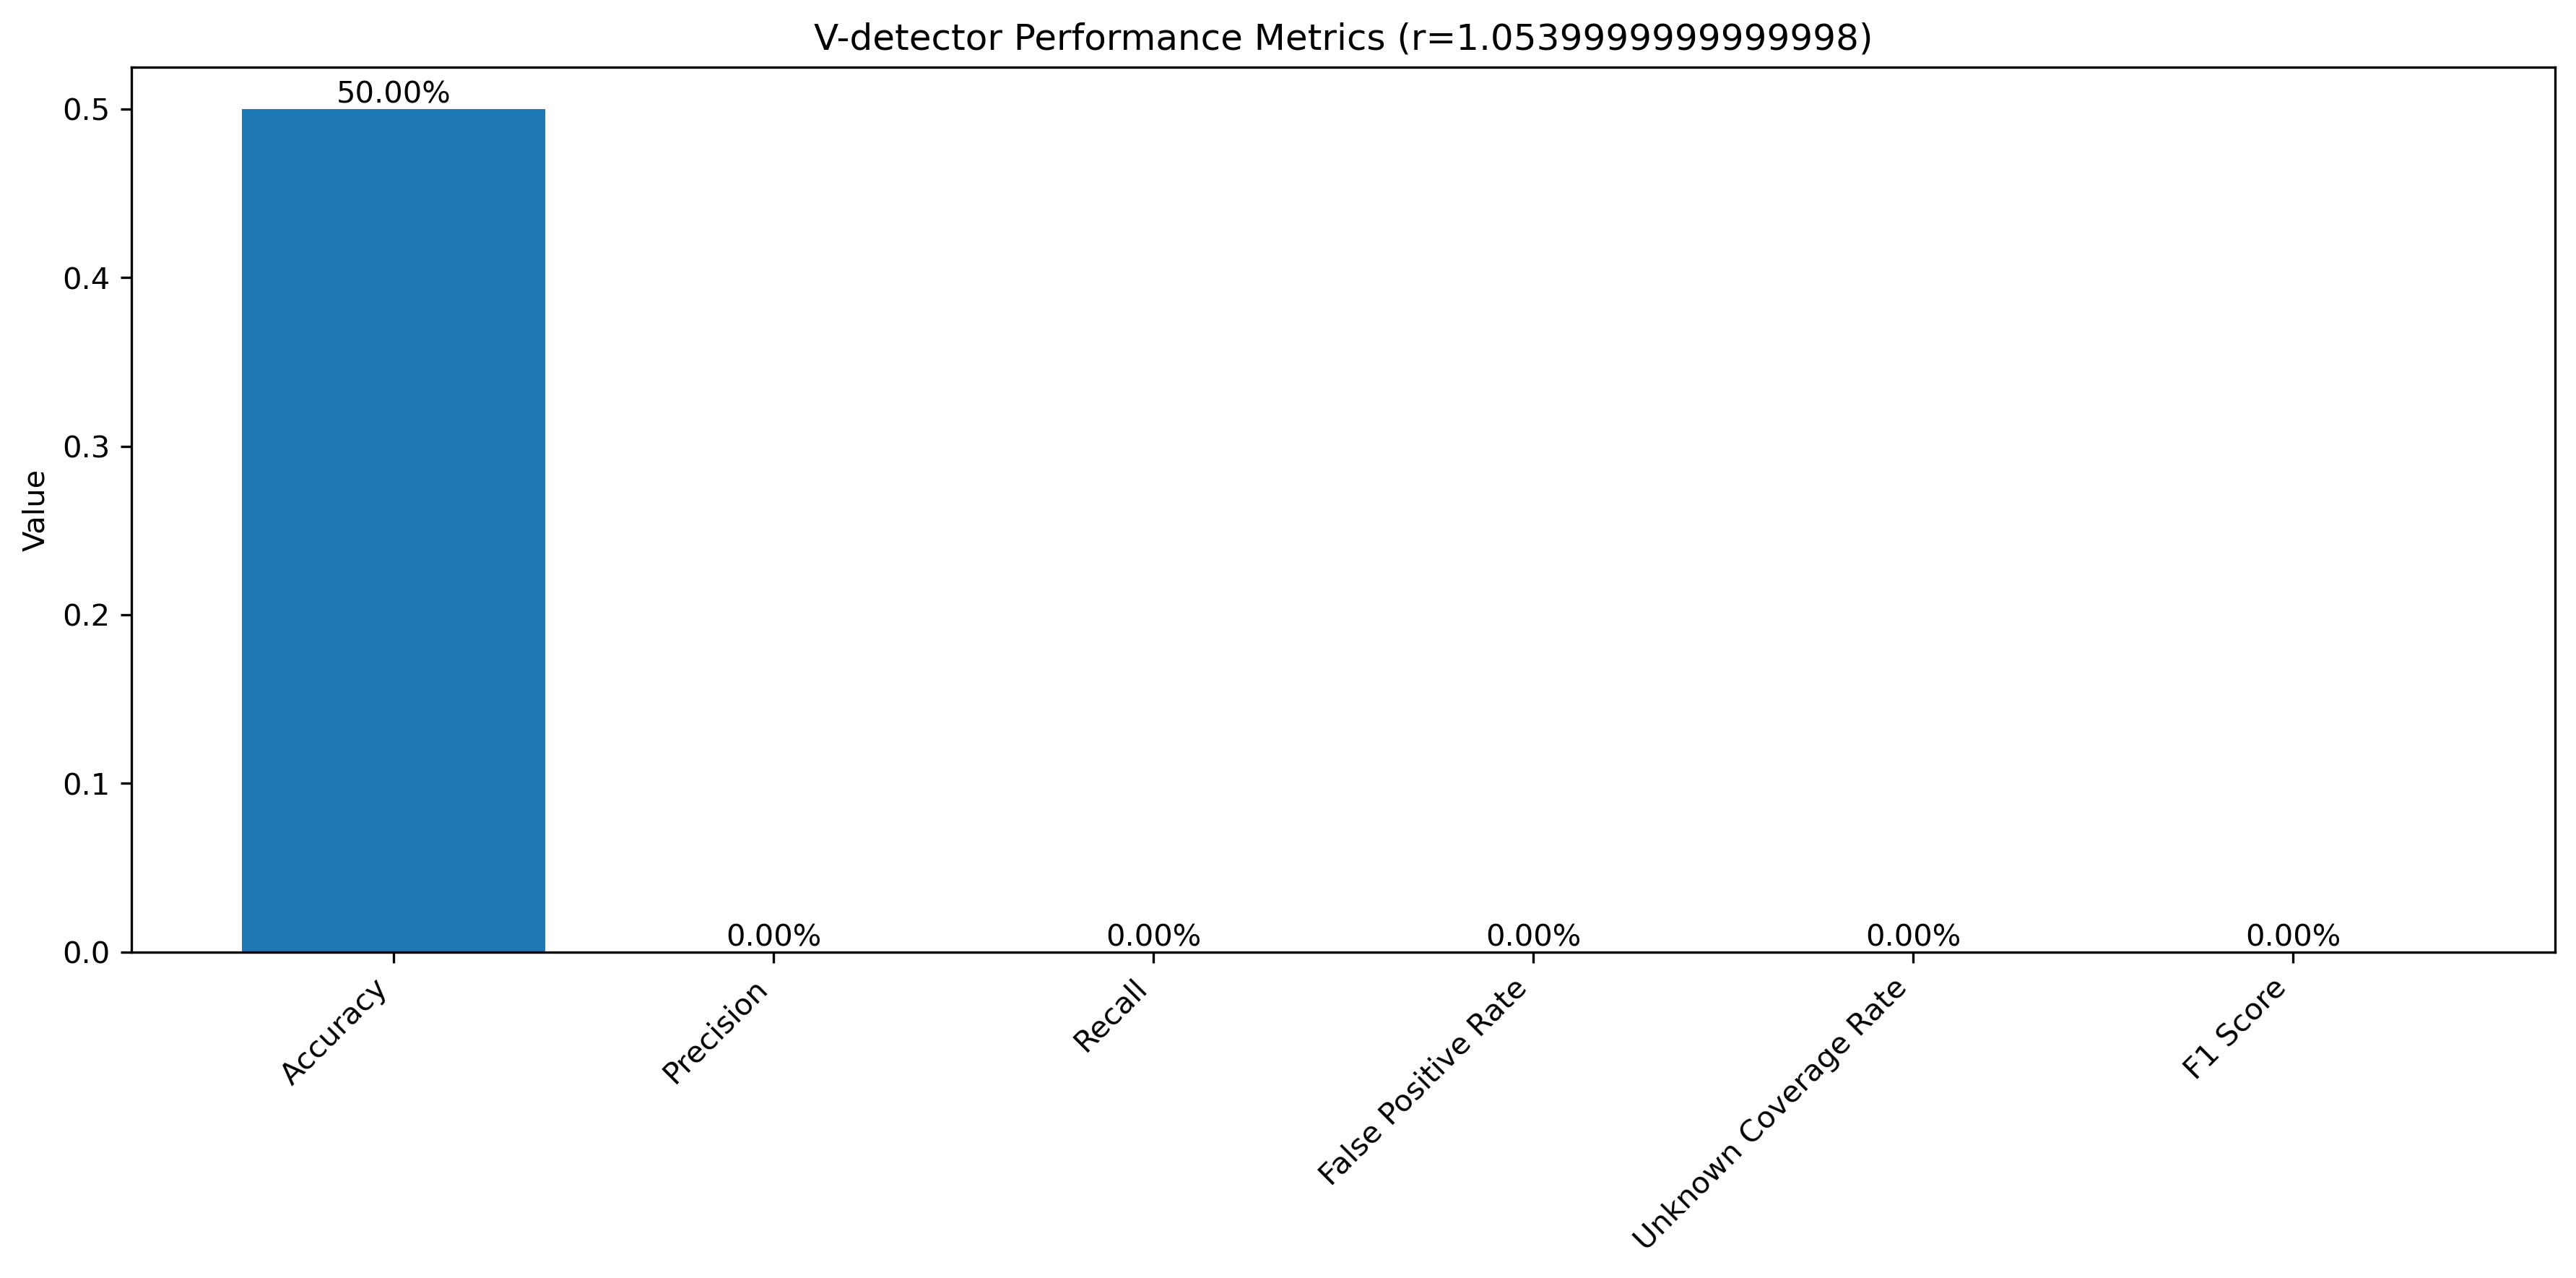 V-detector Performance Metrics (r=1.0539999999999998)
50.00%
0.00%
0.00%
0.00%
0.00%
0.00%
0.5
0.4
0.3
0.2
0.1
0.0
Value
Accuracy
Precision
Recall
False Positive Rate
Unknown Coverage Rate
F1 Score